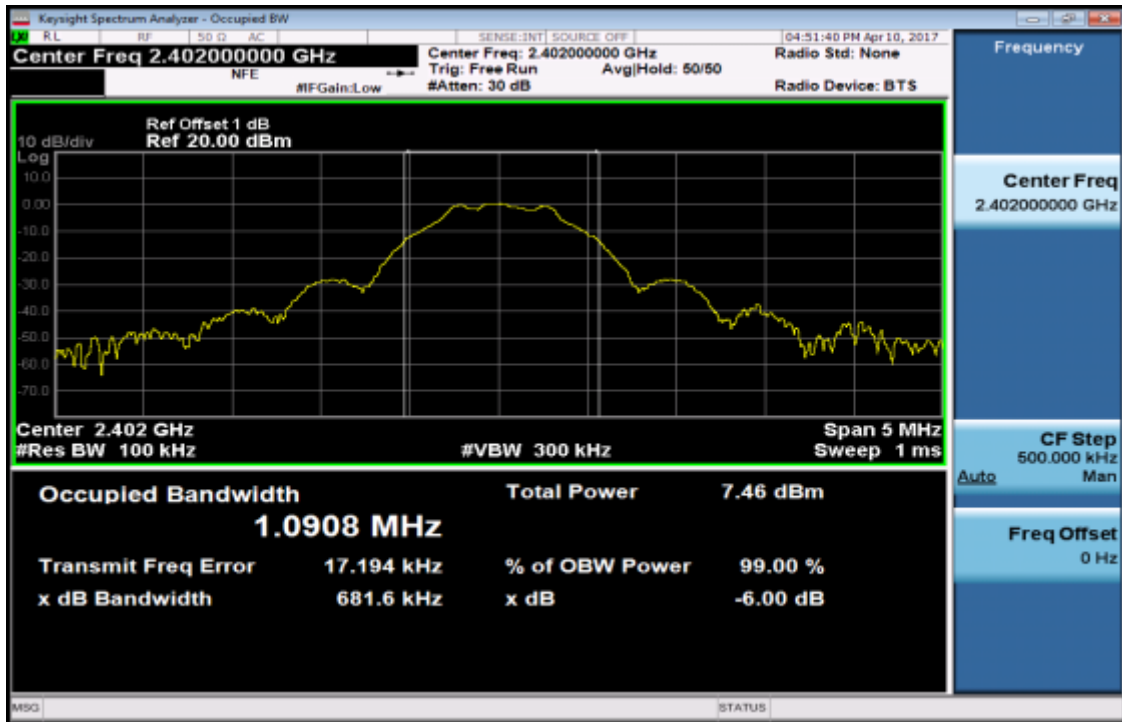 Keysight Spectrum Analyzer - Occupied BW
RL RF 50 Ω AC SENSE:INT SOURCE OFF 04:51:40 PM Apr 10, 2017
Center Freq 2.402000000 GHz
NFE
#IFGain:Low
Center Freq: 2.402000000 GHz
Trig: Free Run Avg|Hold: 50/50
#Atten: 30 dB
Radio Std: None
Radio Device: BTS
Frequency
Ref Offset 1 dB
10 dB/div Ref 20.00 dBm
Log
10.0
0.00
-10.0
-20.0
-30.0
-40.0
-50.0
-60.0
-70.0
Center 2.402 GHz Span 5 MHz
#Res BW 100 kHz #VBW 300 kHz Sweep 1 ms
Occupied Bandwidth Total Power 7.46 dBm
1.0908 MHz
Transmit Freq Error 17.194 kHz % of OBW Power 99.00 %
x dB Bandwidth 681.6 kHz x dB -6.00 dB
Center Freq
2.402000000 GHz
CF Step
500.000 kHz
Auto Man
Freq Offset
0 Hz
MSG STATUS